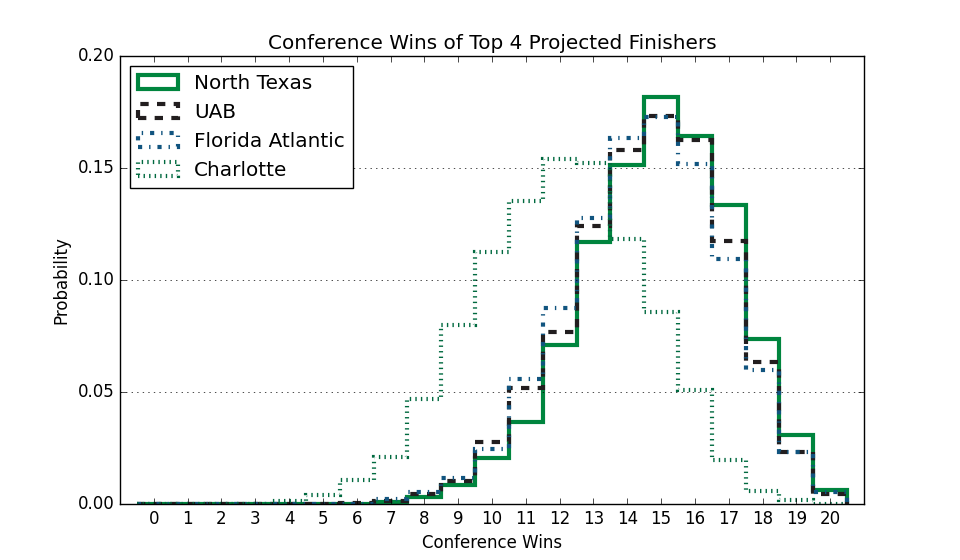 Conference Wins of Top 4 Projected Finishers
0.20
North Texas
UAB
Florida Atlantic
Charlotte
0.15
0.10
0.05
0.00
Probability
0 1 2 3 4 5 6 7 8 9 10 11 12 13 14 15 16 17 18 19 20
Conference Wins